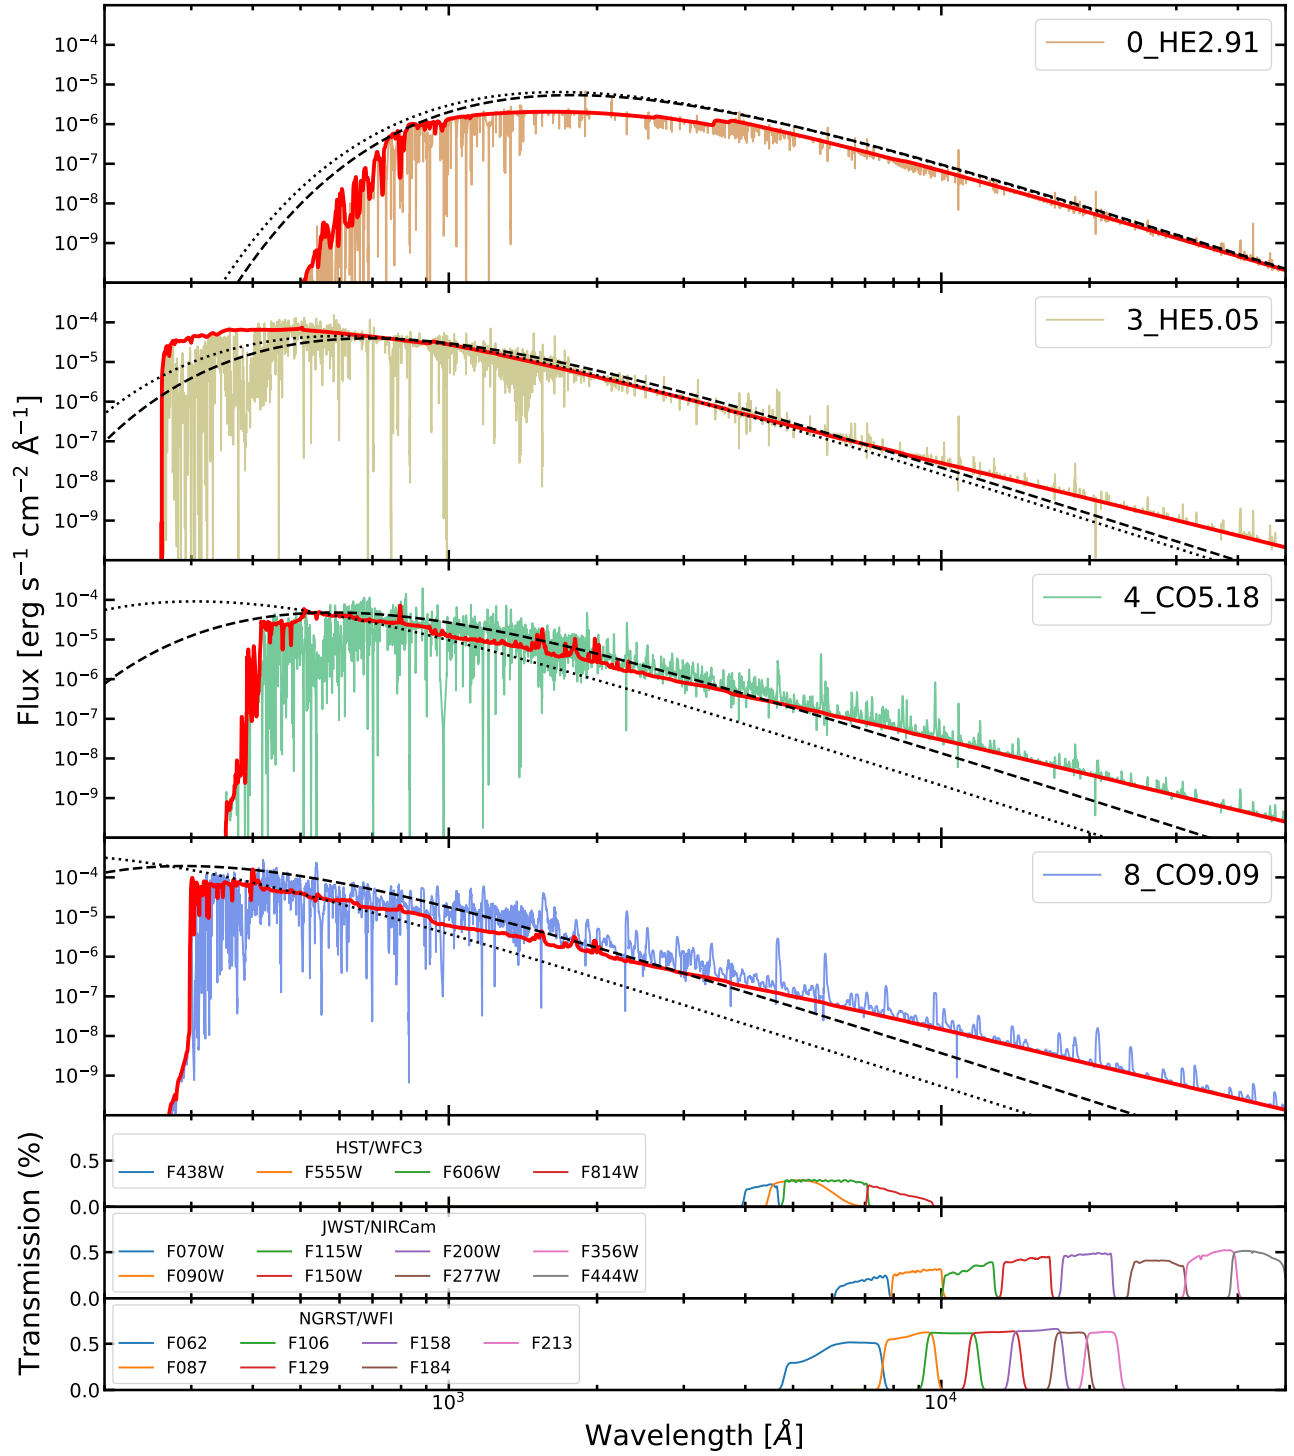 10⁻⁴
10⁻⁵
10⁻⁶
10⁻⁷
10⁻⁸
10⁻⁹
0_HE2.91
10⁻⁴
10⁻⁵
10⁻⁶
10⁻⁷
10⁻⁸
10⁻⁹
3_HE5.05
Flux [erg s⁻¹ cm⁻² Å⁻¹]
10⁻⁴
10⁻⁵
10⁻⁶
10⁻⁷
10⁻⁸
10⁻⁹
4_CO5.18
10⁻⁴
10⁻⁵
10⁻⁶
10⁻⁷
10⁻⁸
10⁻⁹
8_CO9.09
Transmission (%)
0.5
0.0
HST/WFC3
F438W F555W F606W F814W
0.5
0.0
JWST/NIRCam
F070W F115W F200W F356W
F090W F150W F277W F444W
0.5
0.0
NGRST/WFI
F062 F106 F158 F213
F087 F129 F184
10³ 10⁴
Wavelength [Å]